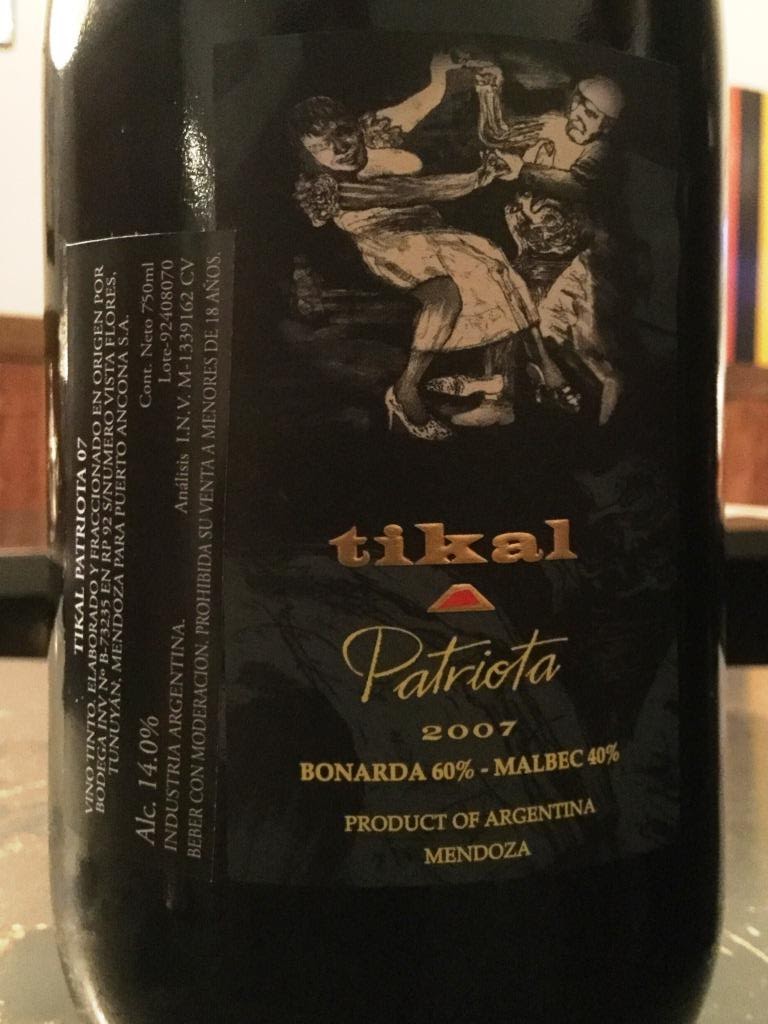 TIKAL PATRIOTA 07
VINO TINTO. ELABORADO Y FRACCIONADO EN ORIGEN POR
BODEGA INV Nº B-73235 EN RP 92 S/NUMERO VISTA FLORES,
TUNUYÁN, MENDOZA PARA PUERTO ANCONA S.A.
Cont. Neto 750ml
Alc. 14.0%
Lote-92408070
INDUSTRIA ARGENTINA.
Análisis I.N.V. M-1339162 CV
BEBER CON MODERACION. PROHIBIDA SU VENTA A MENORES DE 18 AÑOS.
tikal
Patriota
2007
BONARDA 60% - MALBEC 40%
PRODUCT OF ARGENTINA
MENDOZA